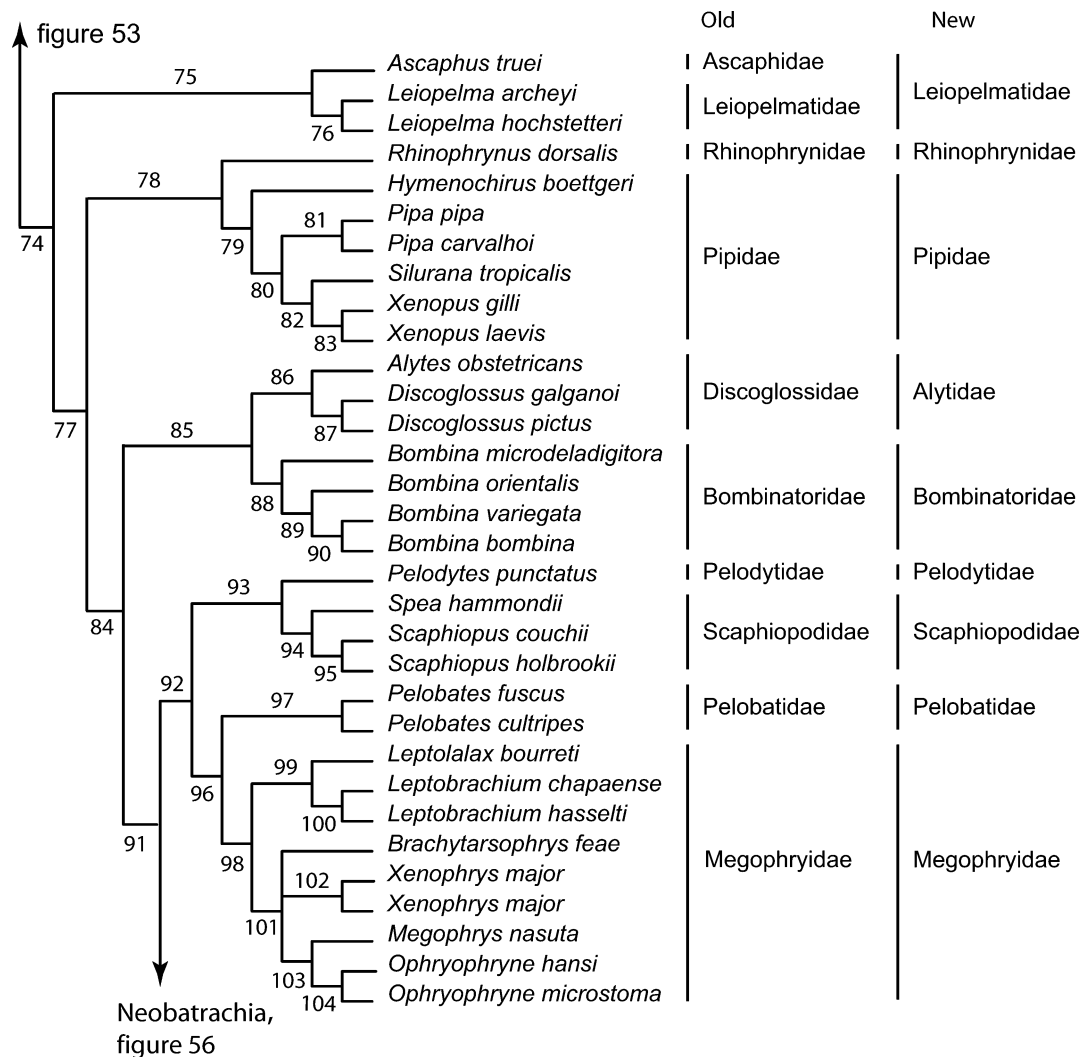 figure 53
Old New
75
Ascaphus truei
Ascaphidae
Leiopelma archeyi
Leiopelmatidae
Leiopelmatidae
76
Leiopelma hochstetteri
Rhinophrynus dorsalis
Rhinophrynidae
Rhinophrynidae
78
Hymenochirus boettgeri
81
Pipa pipa
74
79
Pipa carvalhoi
Pipidae
Pipidae
80
Silurana tropicalis
82
Xenopus gilli
83
Xenopus laevis
86
Alytes obstetricans
Discoglossus galganoi
Discoglossidae
Alytidae
77
85
87
Discoglossus pictus
Bombina microdeladigitora
88
Bombina orientalis
Bombinatoridae
Bombinatoridae
89
Bombina variegata
90
Bombina bombina
93
Pelodytes punctatus
Pelodytidae
Pelodytidae
84
Spea hammondii
94
Scaphiopus couchii
Scaphiopodidae
Scaphiopodidae
95
Scaphiopus holbrookii
92
97
Pelobates fuscus
Pelobatidae
Pelobatidae
Pelobates cultripes
99
Leptolalax bourreti
96
Leptobrachium chapaense
100
Leptobrachium hasselti
91
98
Brachytarsophrys feae
Megophryidae
Megophryidae
102
Xenophrys major
Xenophrys major
101
Megophrys nasuta
103
Ophryophryne hansi
104
Ophryophryne microstoma
Neobatrachia,
figure 56